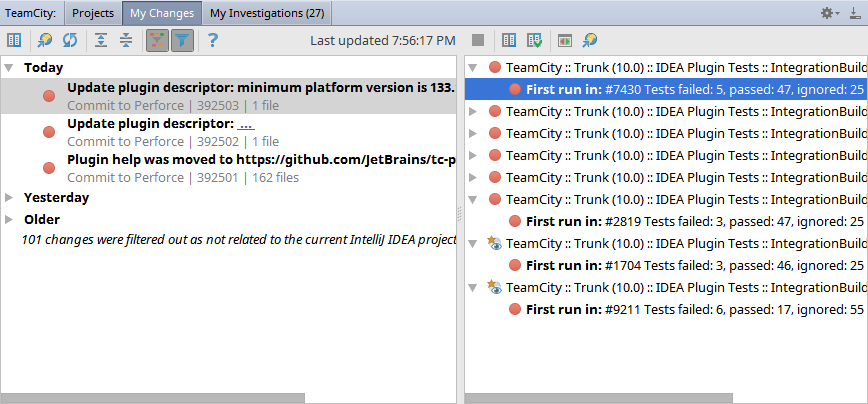 TeamCity: Projects My Changes My Investigations (27)
Last updated 7:56:17 PM
Today
Update plugin descriptor: minimum platform version is 133.
Commit to Perforce | 392503 | 1 file
Update plugin descriptor: ...
Commit to Perforce | 392502 | 1 file
Plugin help was moved to https://github.com/JetBrains/tc-p
Commit to Perforce | 392501 | 162 files
Yesterday
Older
101 changes were filtered out as not related to the current IntelliJ IDEA project
TeamCity :: Trunk (10.0) :: IDEA Plugin Tests :: IntegrationBuild
First run in: #7430 Tests failed: 5, passed: 47, ignored: 25
TeamCity :: Trunk (10.0) :: IDEA Plugin Tests :: IntegrationBuild
TeamCity :: Trunk (10.0) :: IDEA Plugin Tests :: IntegrationBuild
TeamCity :: Trunk (10.0) :: IDEA Plugin Tests :: IntegrationBuild
TeamCity :: Trunk (10.0) :: IDEA Plugin Tests :: IntegrationBuild
TeamCity :: Trunk (10.0) :: IDEA Plugin Tests :: IntegrationBuild
First run in: #2819 Tests failed: 3, passed: 47, ignored: 25
TeamCity :: Trunk (10.0) :: IDEA Plugin Tests :: IntegrationBuild
First run in: #1704 Tests failed: 3, passed: 46, ignored: 25
TeamCity :: Trunk (10.0) :: IDEA Plugin Tests :: IntegrationBuild
First run in: #9211 Tests failed: 6, passed: 17, ignored: 55